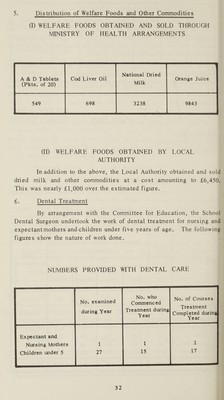 5. Distribution of Welfare Foods and Other Commodities
(I) WELFARE FOODS OBTAINED AND SOLD THROUGH
MINISTRY OF HEALTH ARRANGEMENTS
A & D Tablets
(Pkts. of 20)
Cod Liver Oil
National Dried
Milk
Orange Juice
549 698 3238 9843
(II) WELFARE FOODS OBTAINED BY LOCAL
AUTHORITY
In addition to the above, the Local Authority obtained and sold
dried milk and other commodities at a cost amounting to £6,450.
This was nearly £1,000 over the estimated figure.
6. Dental Treatment
By arrangement with the Committee for Education, the School
Dental Surgeon undertook the work of dental treatment for nursing and
expectant mothers and children under five years of age. The following
figures show the nature of work done.
NUMBERS PROVIDED WITH DENTAL CARE
No. examined
during Year
No. who
Commenced
Treatment during
Year
No. of Courses
Treatment
Completed during
Year
Expectant and
Nursing Mothers 1 1 1
Children under 5 27 15 17
32